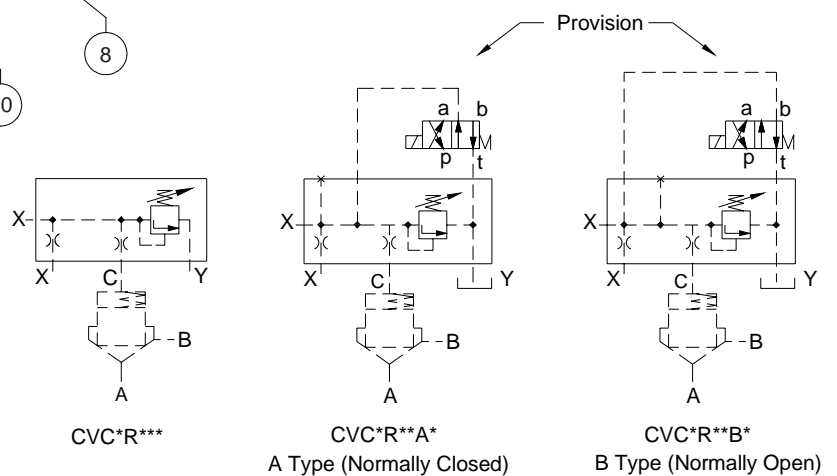 Provision
8
0
a b
p t
a b
p t
X
X C Y
B
A
X
X C Y
B
A
X
X C Y
B
A
CVC*R***
CVC*R**A*
A Type (Normally Closed)
CVC*R**B*
B Type (Normally Open)